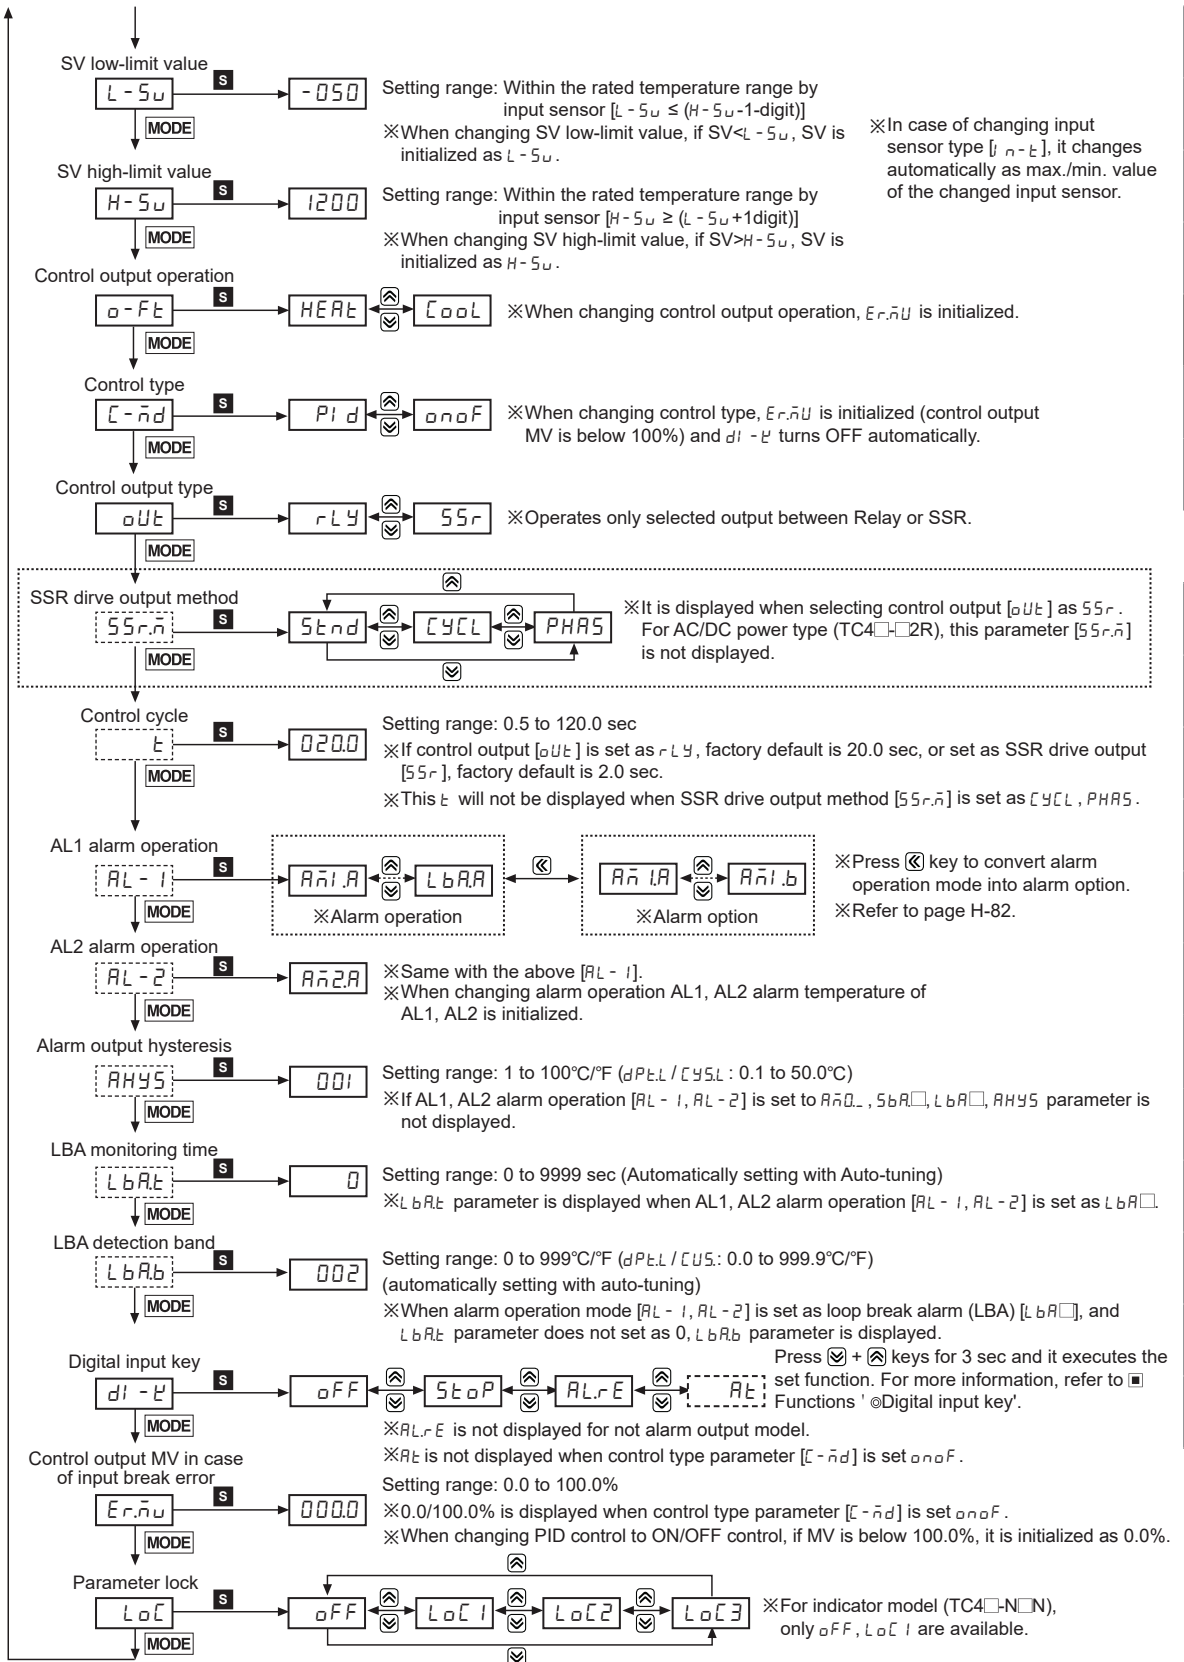 SV low-limit value
L-Sv S -050
MODE
Setting range: Within the rated temperature range by
input sensor [L-Sv ≤ (H-Sv-1-digit)]
※When changing SV low-limit value, if SV<L-Sv, SV is
initialized as L-Sv.
※In case of changing input
sensor type [In-t], it changes
automatically as max./min. value
of the changed input sensor.
SV high-limit value
H-Sv S 1200
MODE
Setting range: Within the rated temperature range by
input sensor [H-Sv ≥ (L-Sv+1digit)]
※When changing SV high-limit value, if SV>H-Sv, SV is
initialized as H-Sv.
Control output operation
o-Ft S HEAt CooL
MODE
※When changing control output operation, Er.mU is initialized.
Control type
C-md S PId onoF
MODE
※When changing control type, Er.mU is initialized (control output
MV is below 100%) and dI-K turns OFF automatically.
Control output type
oUt S rLY SSr
MODE
※Operates only selected output between Relay or SSR.
SSR dirve output method
SSr.m S Stnd CYCL PHAS
MODE
※It is displayed when selecting control output [oUt] as SSr.
For AC/DC power type (TC4□-□2R), this parameter [SSr.m]
is not displayed.
Control cycle
t S 020.0
MODE
Setting range: 0.5 to 120.0 sec
※If control output [oUt] is set as rLY, factory default is 20.0 sec, or set as SSR drive output
[SSr], factory default is 2.0 sec.
※This t will not be displayed when SSR drive output method [SSr.m] is set as CYCL, PHAS.
AL1 alarm operation
AL-1 S Am1.A LbA.A Am1.A Am1.b
MODE
※Alarm operation
※Alarm option
※Press key to convert alarm
operation mode into alarm option.
※Refer to page H-82.
AL2 alarm operation
AL-2 S Am2.A
MODE
※Same with the above [AL-1].
※When changing alarm operation AL1, AL2 alarm temperature of
AL1, AL2 is initialized.
Alarm output hysteresis
AHYS S 001
MODE
Setting range: 1 to 100°C/°F (dPt.L / CYS.L : 0.1 to 50.0°C)
※If AL1, AL2 alarm operation [AL-1, AL-2] is set to Am0._, SbA.□, LbA□, AHYS parameter is
not displayed.
LBA monitoring time
LbA.t S 0
MODE
Setting range: 0 to 9999 sec (Automatically setting with Auto-tuning)
※LbA.t parameter is displayed when AL1, AL2 alarm operation [AL-1, AL-2] is set as LbA□.
LBA detection band
LbA.b S 002
MODE
Setting range: 0 to 999°C/°F (dPt.L / CUS.: 0.0 to 999.9°C/°F)
(automatically setting with auto-tuning)
※When alarm operation mode [AL-1, AL-2] is set as loop break alarm (LBA) [LbA□], and
LbA.t parameter does not set as 0, LbA.b parameter is displayed.
Digital input key
dI-K S oFF StoP AL.rE At
MODE
Press + keys for 3 sec and it executes the
set function. For more information, refer to ▣
Functions ' ◎Digital input key'.
※AL.rE is not displayed for not alarm output model.
※At is not displayed when control type parameter [C-md] is set onoF.
Control output MV in case
of input break error
Er.mv S 000.0
MODE
Setting range: 0.0 to 100.0%
※0.0/100.0% is displayed when control type parameter [C-md] is set onoF.
※When changing PID control to ON/OFF control, if MV is below 100.0%, it is initialized as 0.0%.
Parameter lock
LoC S oFF LoC1 LoC2 LoC3
MODE
※For indicator model (TC4□-N□N),
only oFF, LoC1 are available.